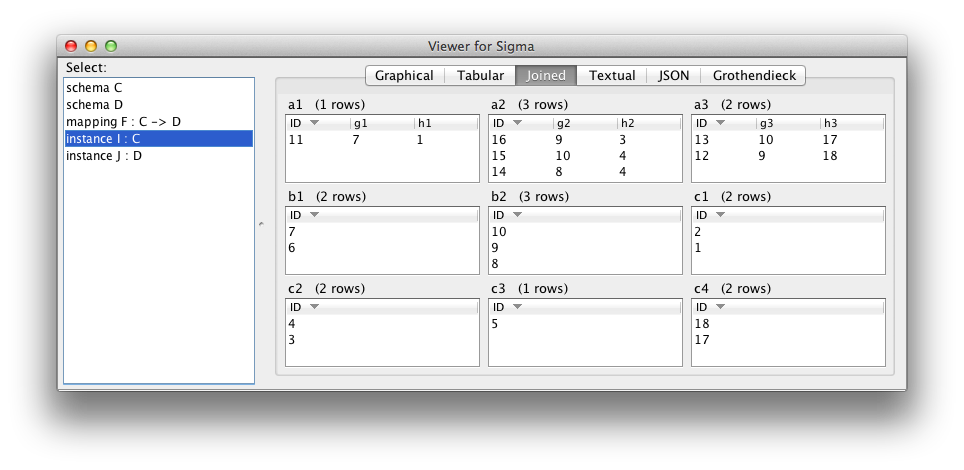 Viewer for Sigma
Select:
schema C
schema D
mapping F : C -> D
instance I : C
instance J : D
Graphical Tabular Joined Textual JSON Grothendieck
a1 (1 rows)
ID g1 h1
11 7 1
a2 (3 rows)
ID g2 h2
16 9 3
15 10 4
14 8 4
a3 (2 rows)
ID g3 h3
13 10 17
12 9 18
b1 (2 rows)
ID
7
6
b2 (3 rows)
ID
10
9
8
c1 (2 rows)
ID
2
1
c2 (2 rows)
ID
4
3
c3 (1 rows)
ID
5
c4 (2 rows)
ID
18
17